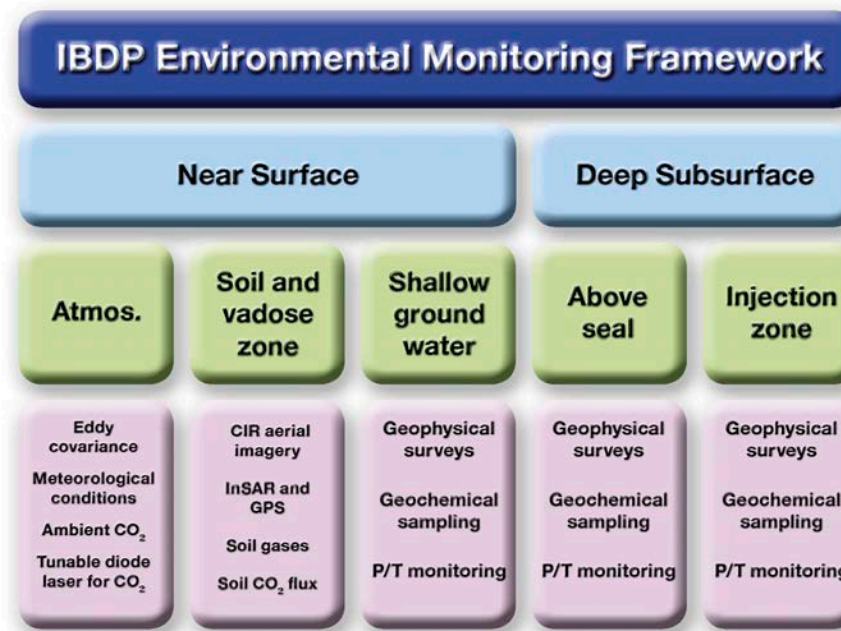 IBDP Environmental Monitoring Framework
Near Surface
Deep Subsurface
Atmos.
Soil and
vadose
zone
Shallow
ground
water
Above
seal
Injection
zone
Eddy
covariance
Meteorological
conditions
Ambient CO₂
Tunable diode
laser for CO₂
CIR aerial
imagery
InSAR and
GPS
Soil gases
Soil CO₂ flux
Geophysical
surveys
Geochemical
sampling
P/T monitoring
Geophysical
surveys
Geochemical
sampling
P/T monitoring
Geophysical
surveys
Geochemical
sampling
P/T monitoring